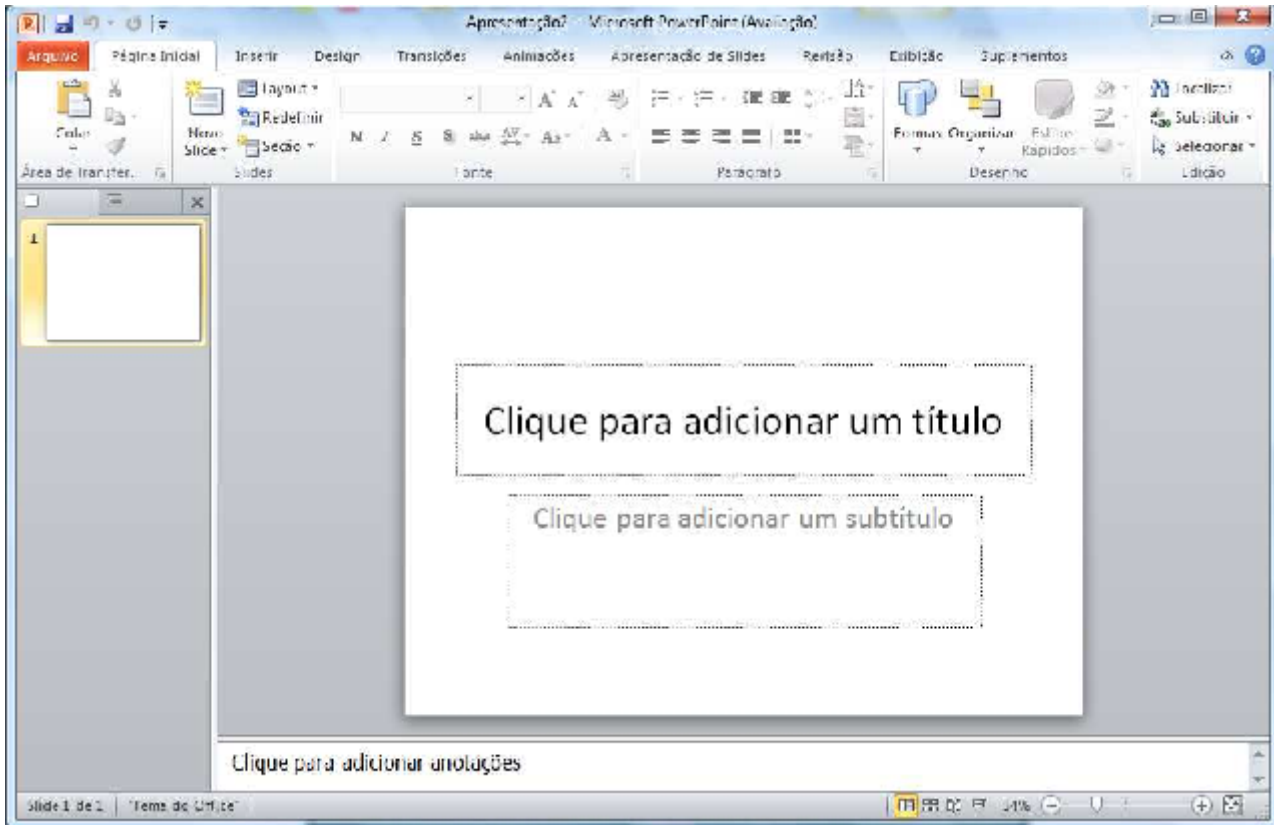 Apresentação2 - Microsoft PowerPoint (Avaliação)
Arquivo Página Inicial Inserir Design Transições Animações Apresentação de Slides Revisão Exibição Suplementos
Layout
Redefinir
Seção
Colar
Novo Slide
N I S S abc AV Aa A
Formas Organizar Estilos Rápidos
Localizar
Substituir
Selecionar
Área de Transfer. Slides Fonte Parágrafo Desenho Edição
1
Clique para adicionar um título
Clique para adicionar um subtítulo
Clique para adicionar anotações
Slide 1 de 1 "Tema do Office"